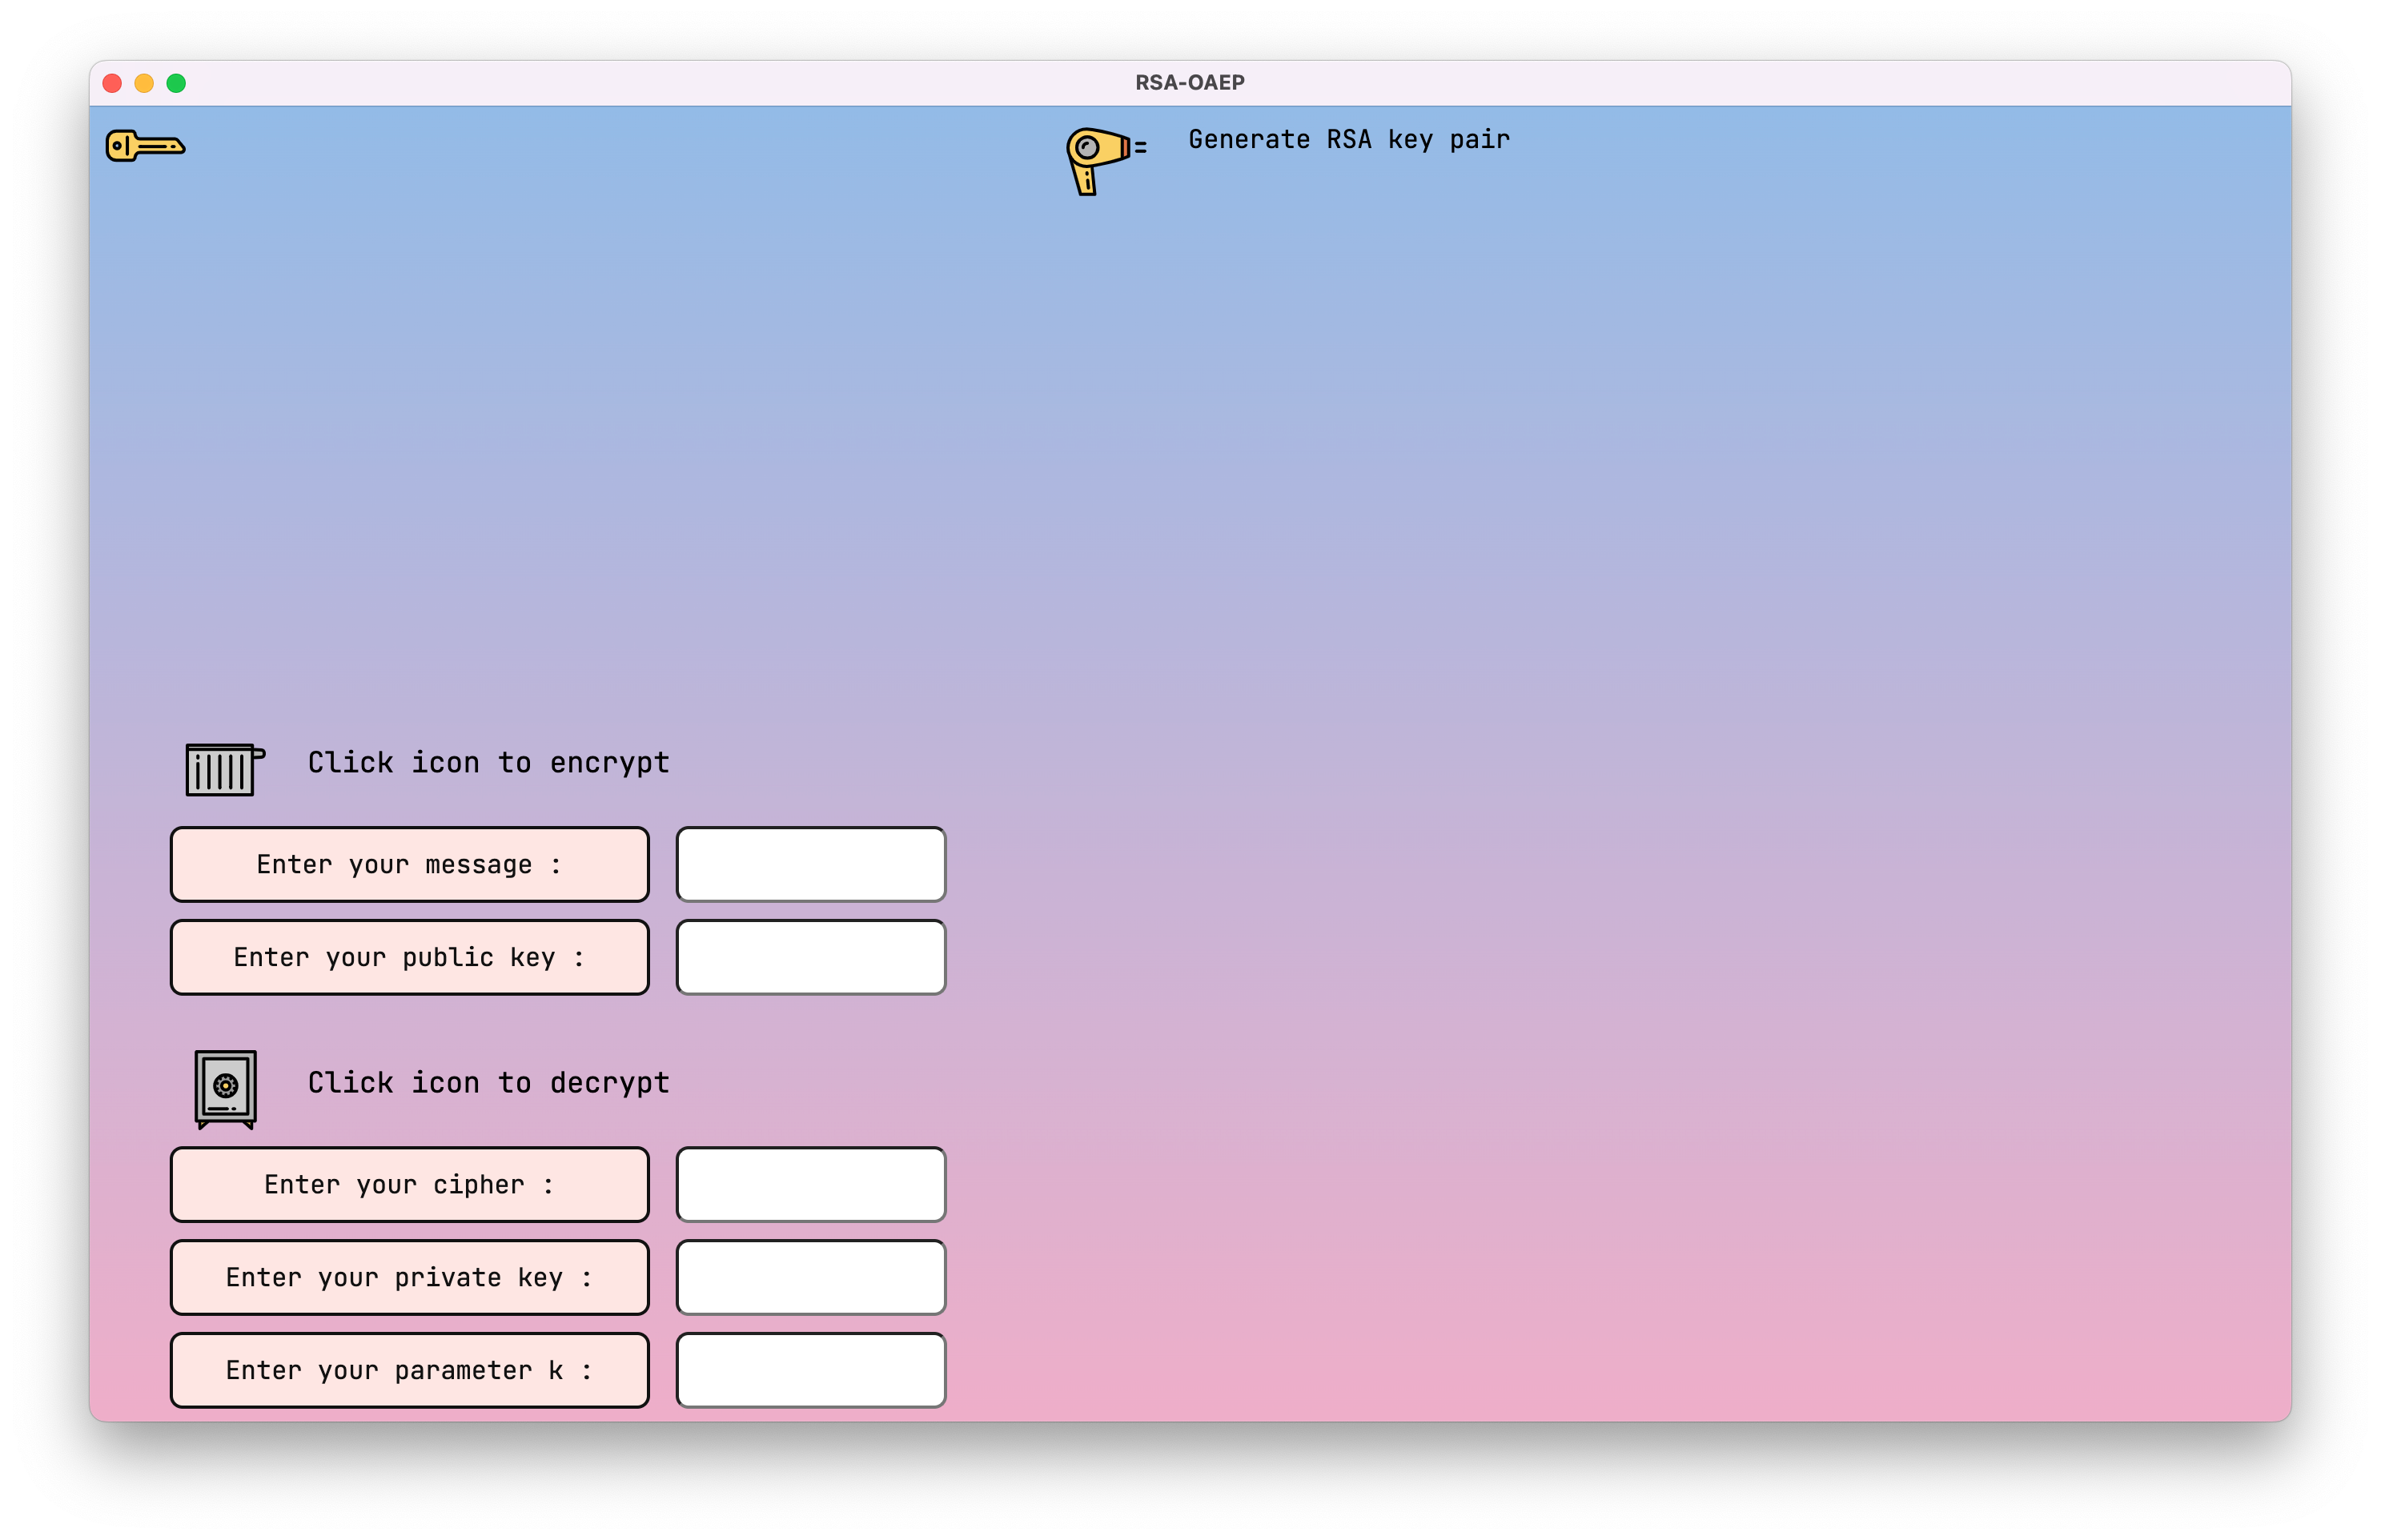 RSA-OAEP
Generate RSA key pair
Click icon to encrypt
Enter your message :
Enter your public key :
Click icon to decrypt
Enter your cipher :
Enter your private key :
Enter your parameter k :